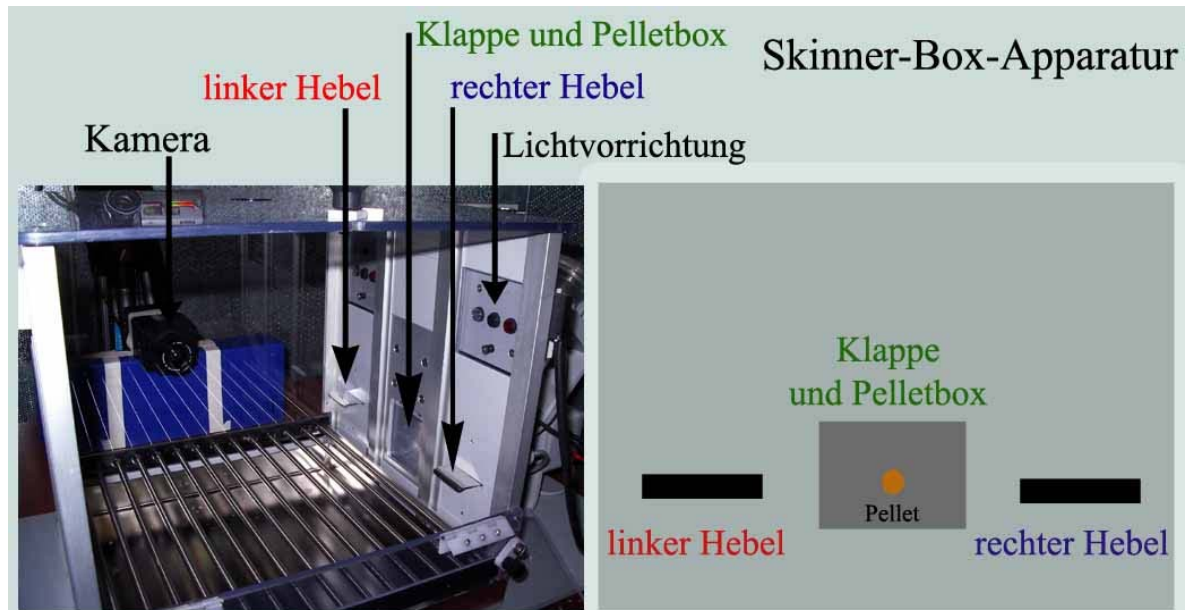 Klappe und Pelletbox
Skinner-Box-Apparatur
linker Hebel
rechter Hebel
Kamera
Lichtvorrichtung
Klappe
und Pelletbox
Pellet
linker Hebel
rechter Hebel